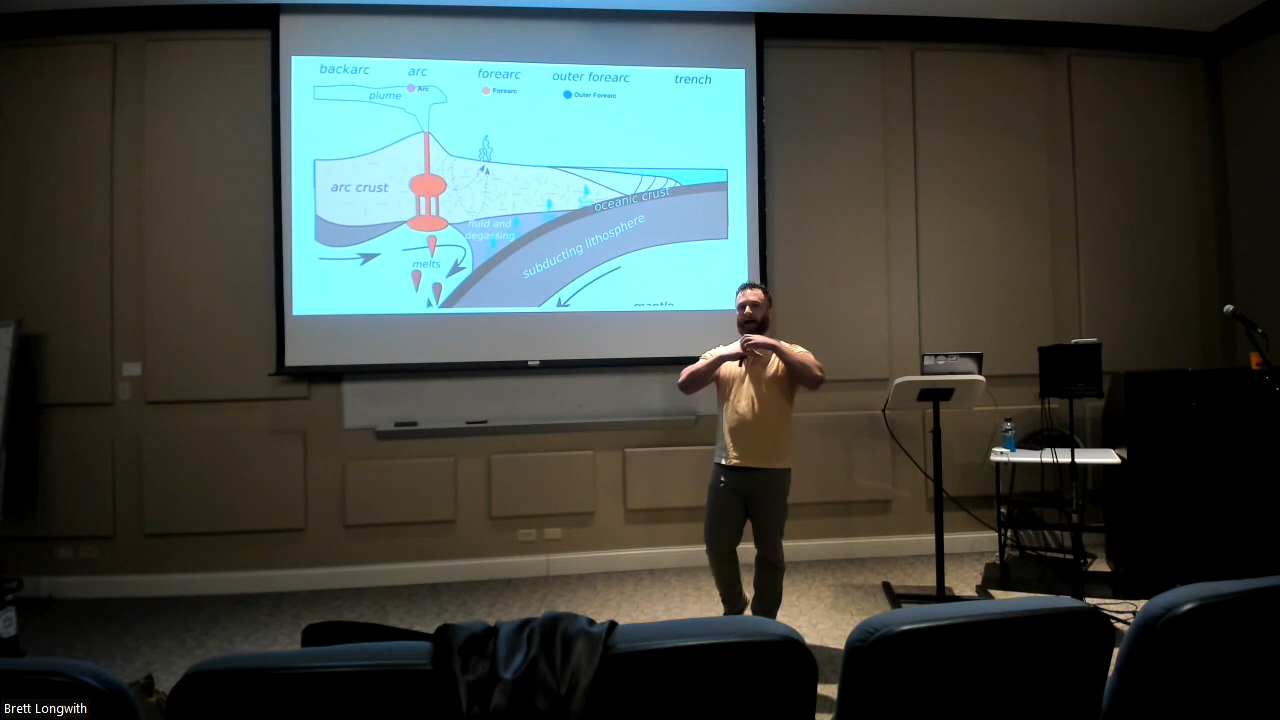 backarc
arc
forearc
outer forearc
trench
plume
Arc
Forearc
Outer Forearc
arc crust
oceanic crust
fluid and
degassing
subducting lithosphere
melts
mantle
Brett Longwith